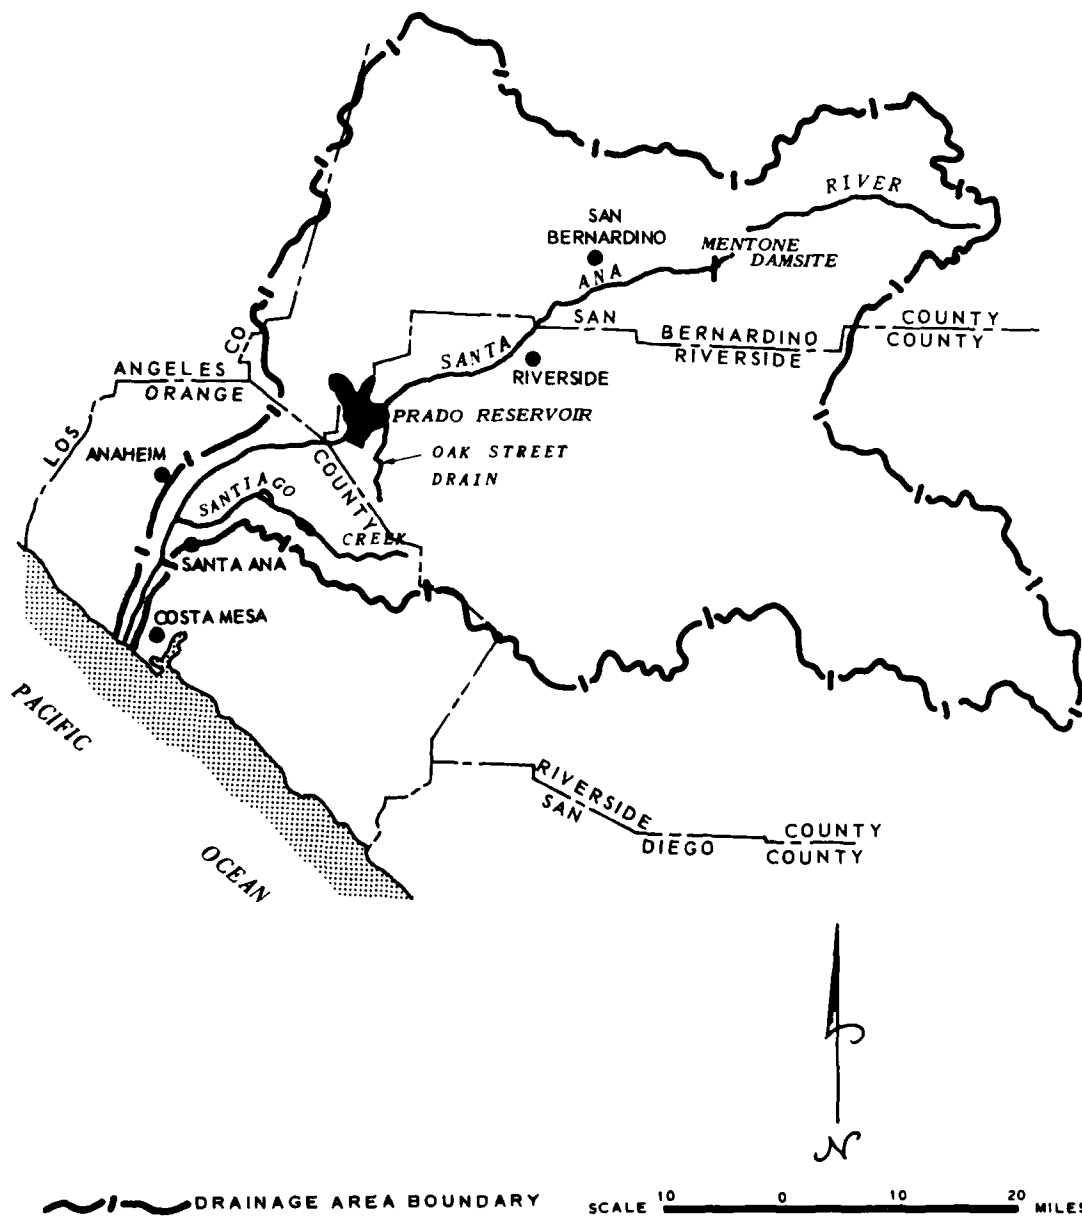 RIVER
SAN
BERNARDINO
MENTONE
DAMSITE
SANTA ANA
SAN BERNARDINO COUNTY
RIVERSIDE COUNTY
RIVERSIDE
LOS ANGELES CO
ORANGE COUNTY
PRADO RESERVOIR
OAK STREET
DRAIN
ANAHEIM
SANTIAGO CREEK
SANTA ANA
COSTA MESA
PACIFIC
OCEAN
RIVERSIDE COUNTY
SAN DIEGO COUNTY
N
DRAINAGE AREA BOUNDARY
SCALE 10 0 10 20 MILES